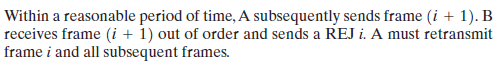 Within a reasonable period of time, A subsequently sends frame (i + 1). B
receives frame (i + 1) out of order and sends a REJ i. A must retransmit
frame i and all subsequent frames.